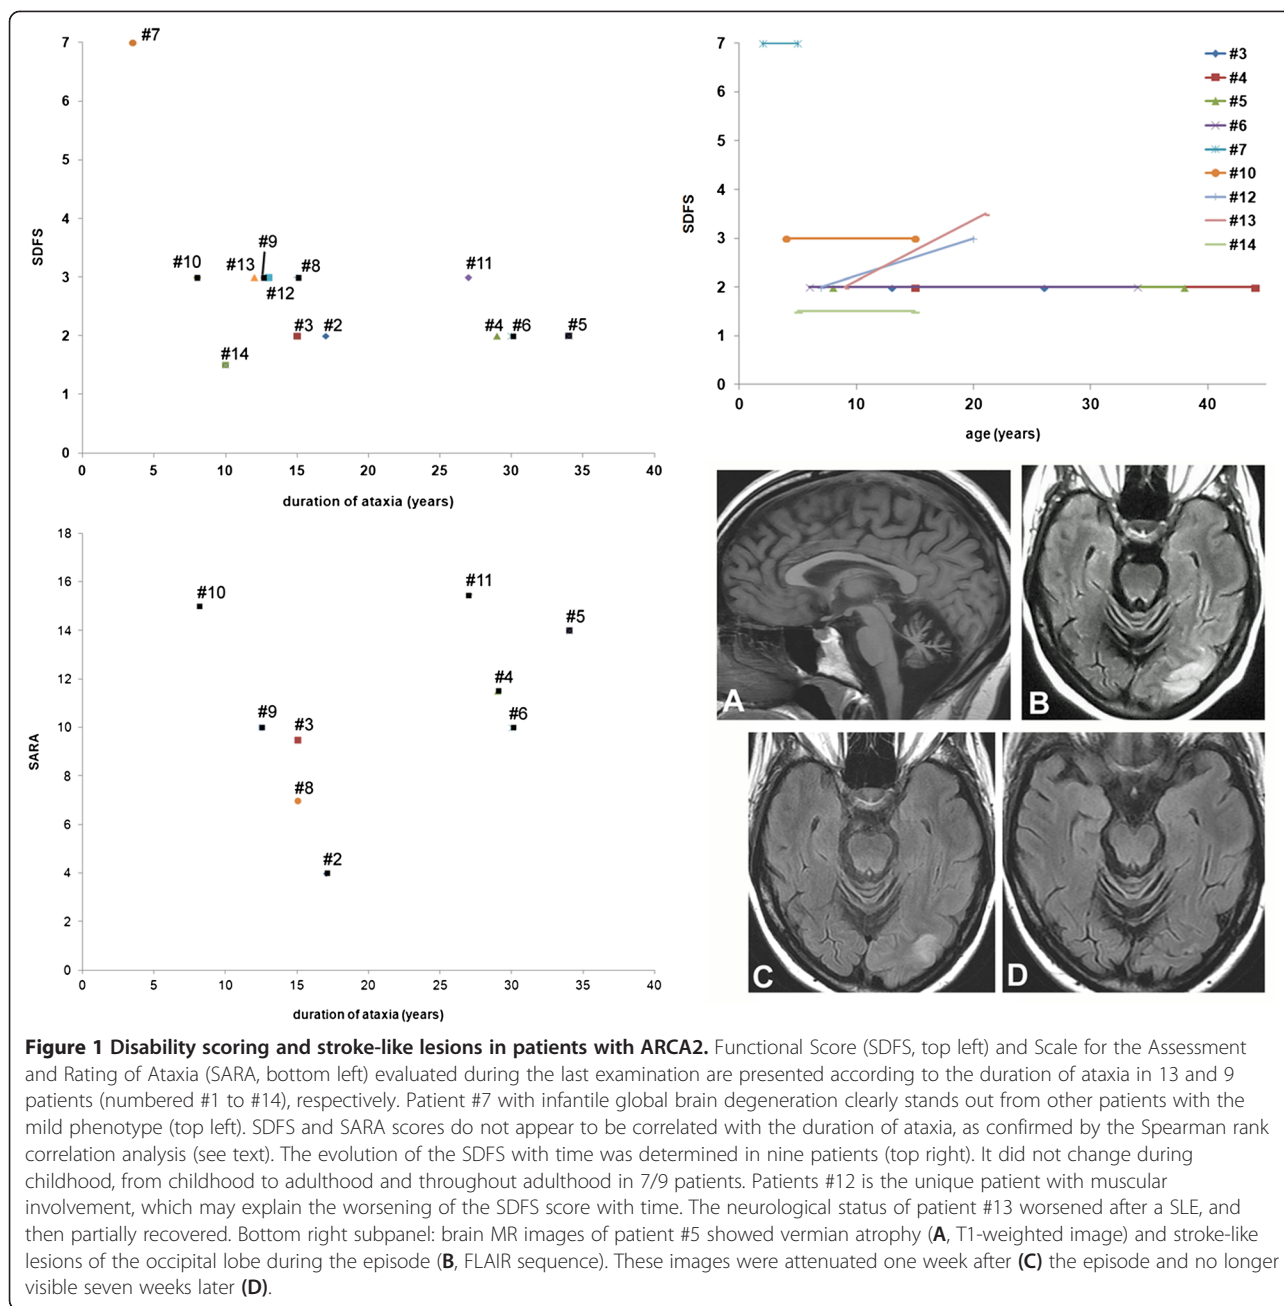 7
6
5
4
3
2
1
0
SDFS
#7
#10
#13
#9
#12
#8
#11
#3
#2
#4
#6
#5
#14
0 5 10 15 20 25 30 35 40
duration of ataxia (years)
7
6
5
4
3
2
1
0
SDFS
#3
#4
#5
#6
#7
#10
#12
#13
#14
0 10 20 30 40
age (years)
18
16
14
12
10
8
6
4
2
0
SARA
#10
#11
#5
#4
#9
#3
#6
#8
#2
0 5 10 15 20 25 30 35 40
duration of ataxia (years)
A
B
C
D
Figure 1 Disability scoring and stroke-like lesions in patients with ARCA2. Functional Score (SDFS, top left) and Scale for the Assessment
and Rating of Ataxia (SARA, bottom left) evaluated during the last examination are presented according to the duration of ataxia in 13 and 9
patients (numbered #1 to #14), respectively. Patient #7 with infantile global brain degeneration clearly stands out from other patients with the
mild phenotype (top left). SDFS and SARA scores do not appear to be correlated with the duration of ataxia, as confirmed by the Spearman rank
correlation analysis (see text). The evolution of the SDFS with time was determined in nine patients (top right). It did not change during
childhood, from childhood to adulthood and throughout adulthood in 7/9 patients. Patients #12 is the unique patient with muscular
involvement, which may explain the worsening of the SDFS score with time. The neurological status of patient #13 worsened after a SLE, and
then partially recovered. Bottom right subpanel: brain MR images of patient #5 showed vermian atrophy (A, T1-weighted image) and stroke-like
lesions of the occipital lobe during the episode (B, FLAIR sequence). These images were attenuated one week after (C) the episode and no longer
visible seven weeks later (D).